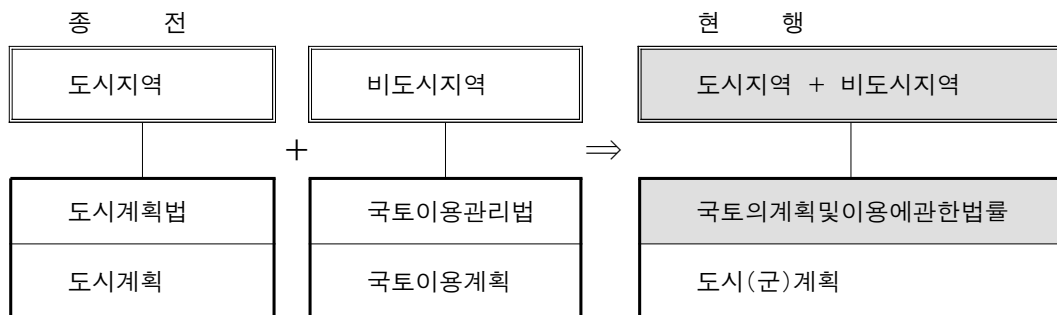 종 전 현 행
도시지역 비도시지역 도시지역 + 비도시지역
+ ⇒
도시계획법 국토이용관리법 국토의계획및이용에관한법률
도시계획 국토이용계획 도시(군)계획